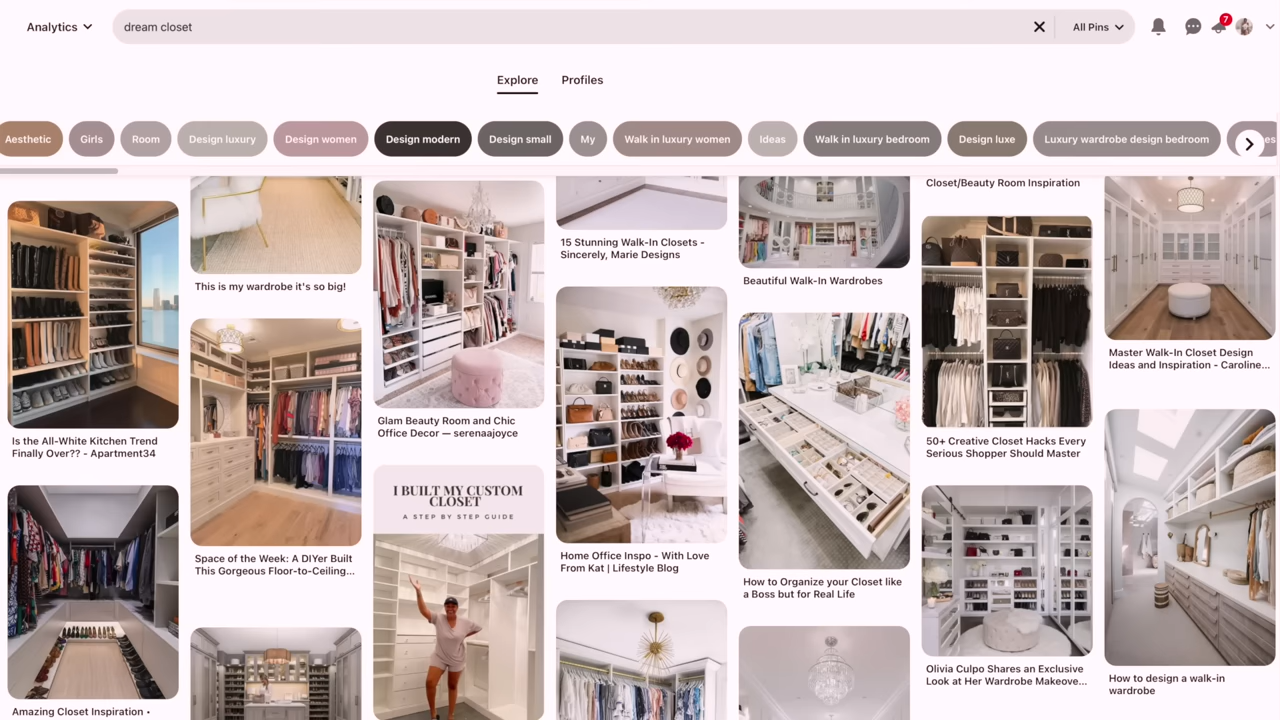 Analytics
dream closet
All Pins
7
Explore
Profiles
Aesthetic
Girls
Room
Design luxury
Design women
Design modern
Design small
My
Walk in luxury women
Ideas
Walk in luxury bedroom
Design luxe
Luxury wardrobe design bedroom
Is the All-White Kitchen Trend
Finally Over?? - Apartment34
Amazing Closet Inspiration •
This is my wardrobe it's so big!
Space of the Week: A DIYer Built
This Gorgeous Floor-to-Ceiling...
Glam Beauty Room and Chic
Office Decor — serenaajoyce
I BUILT MY CUSTOM
CLOSET
A STEP BY STEP GUIDE
15 Stunning Walk-In Closets -
Sincerely, Marie Designs
Home Office Inspo - With Love
From Kat | Lifestyle Blog
Beautiful Walk-In Wardrobes
How to Organize your Closet like
a Boss but for Real Life
Closet/Beauty Room Inspiration
50+ Creative Closet Hacks Every
Serious Shopper Should Master
Olivia Culpo Shares an Exclusive
Look at Her Wardrobe Makeove...
Master Walk-In Closet Design
Ideas and Inspiration - Caroline...
How to design a walk-in
wardrobe